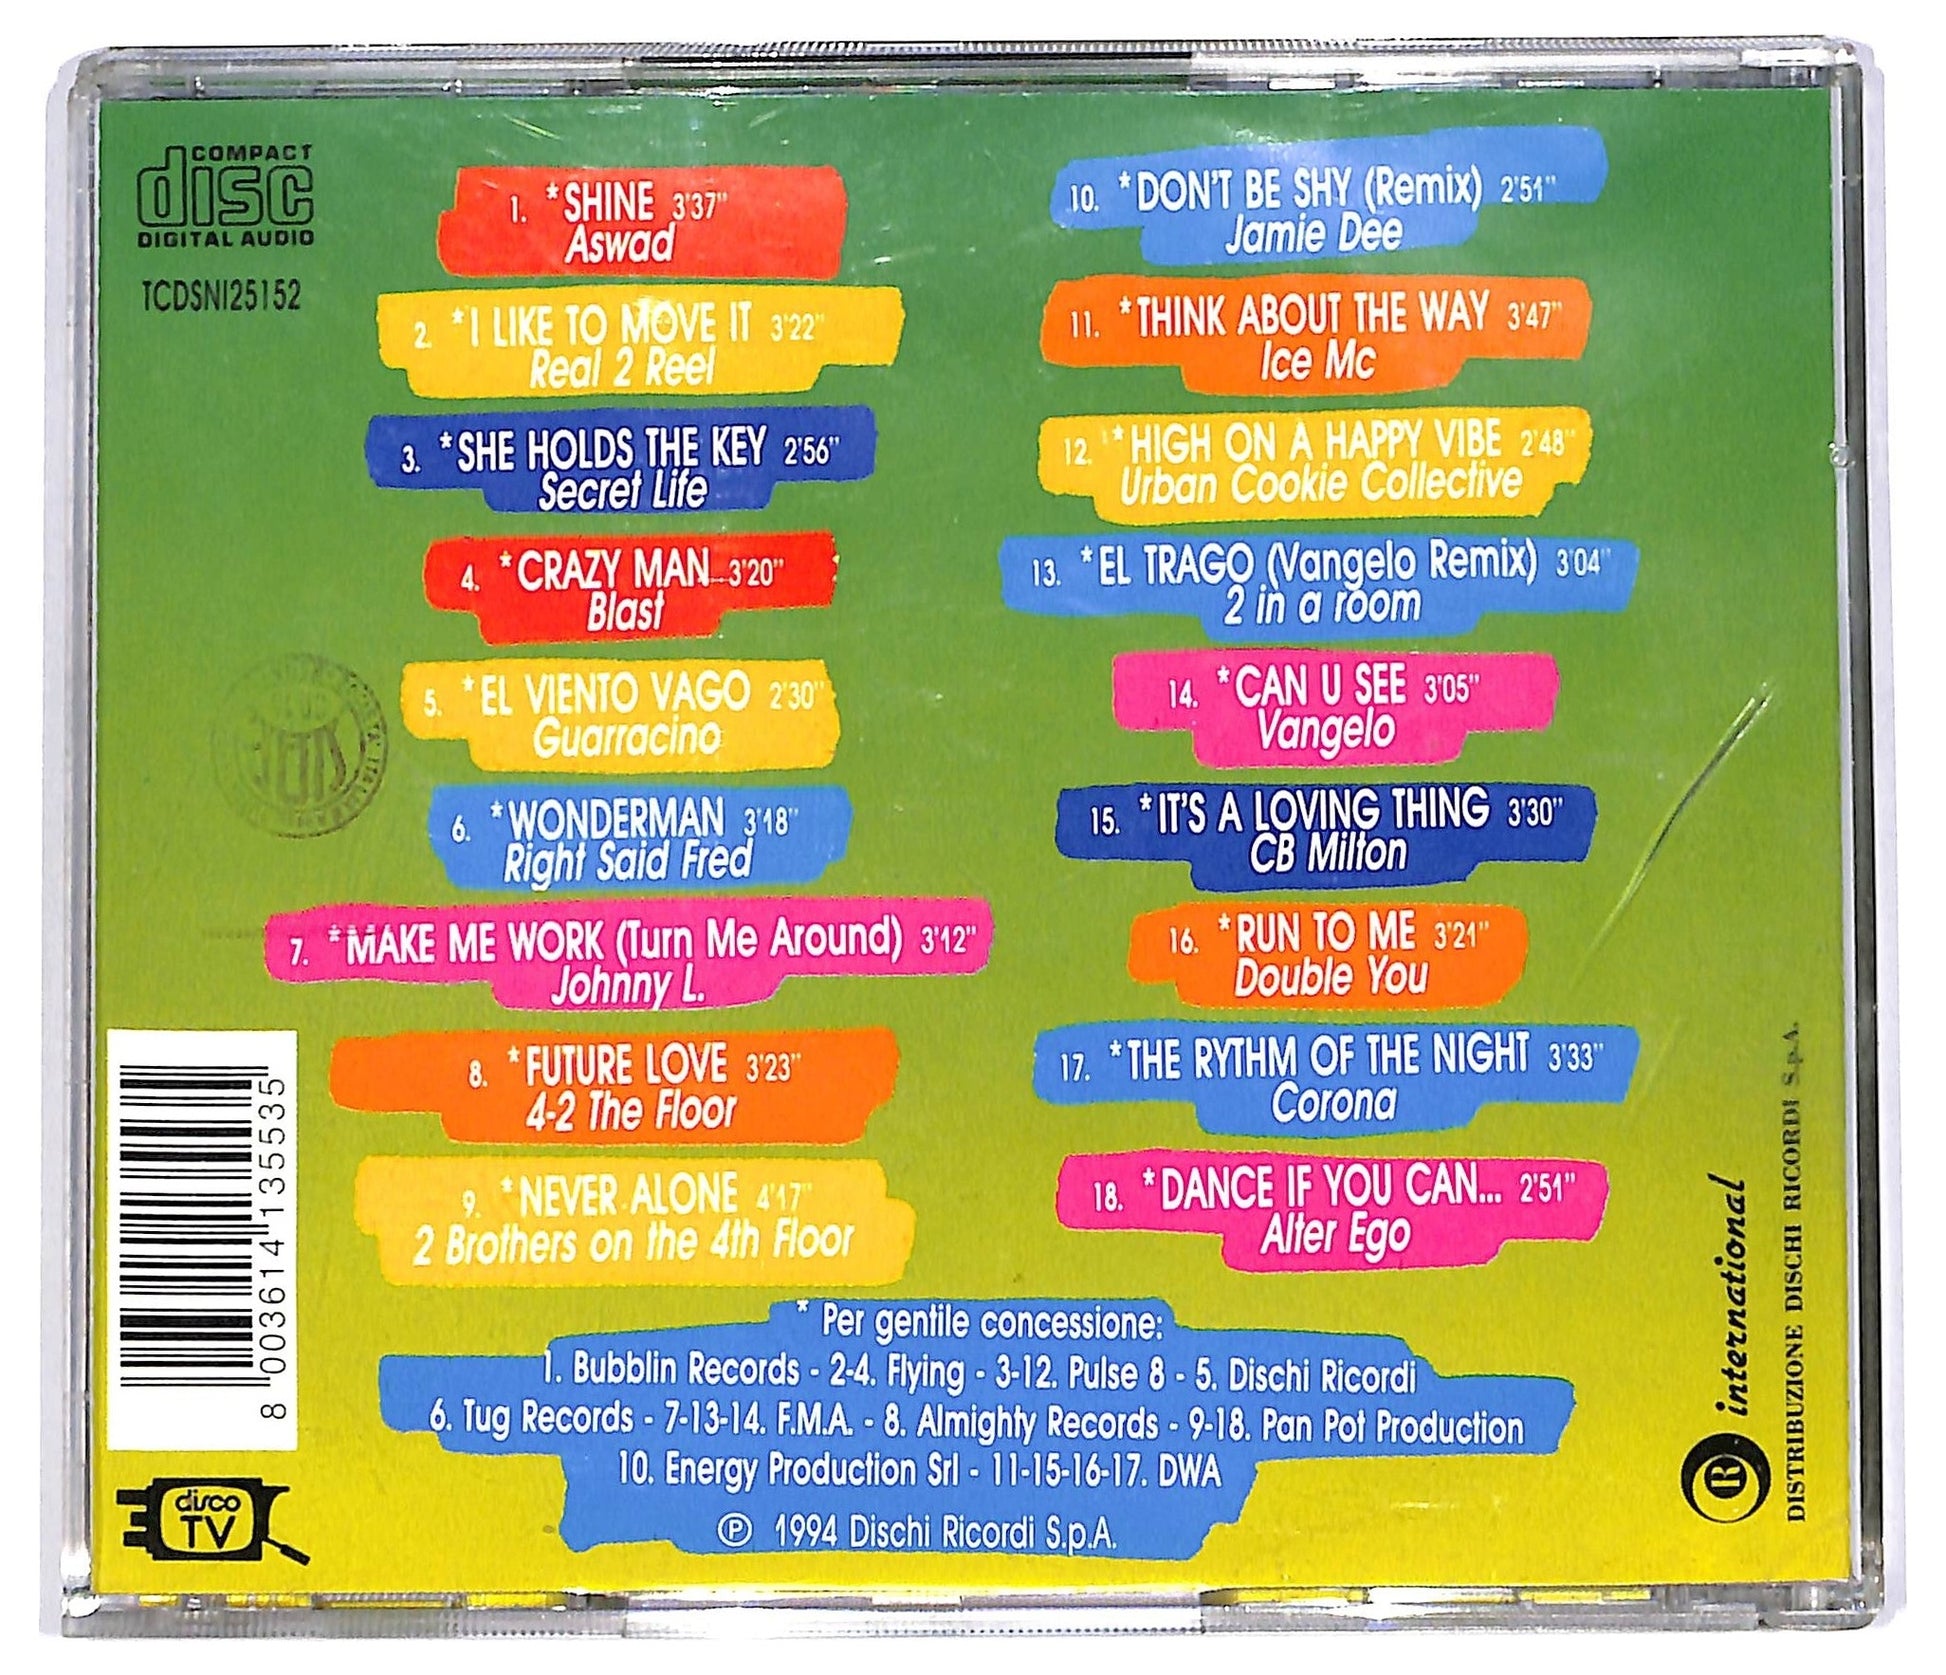 COMPACT
disc
DIGITAL AUDIO
TCDSNI25152
1. *SHINE 3'37"
Aswad
2. *I LIKE TO MOVE IT 3'22"
Real 2 Reel
3. *SHE HOLDS THE KEY 2'56"
Secret Life
4. *CRAZY MAN 3'20"
Blast
5. *EL VIENTO VAGO 2'30"
Guarracino
6. *WONDERMAN 3'18"
Right Said Fred
7. *MAKE ME WORK (Turn Me Around) 3'12"
Johnny L.
8. *FUTURE LOVE 3'23"
4-2 The Floor
9. *NEVER ALONE 4'17"
2 Brothers on the 4th Floor
10. *DON'T BE SHY (Remix) 2'51"
Jamie Dee
11. *THINK ABOUT THE WAY 3'47"
Ice Mc
12. *HIGH ON A HAPPY VIBE 2'48"
Urban Cookie Collective
13. *EL TRAGO (Vangelo Remix) 3'04"
2 in a room
14. *CAN U SEE 3'05"
Vangelo
15. *IT'S A LOVING THING 3'30"
CB Milton
16. *RUN TO ME 3'21"
Double You
17. *THE RYTHM OF THE NIGHT 3'33"
Corona
18. *DANCE IF YOU CAN... 2'51"
Alter Ego
* Per gentile concessione:
1. Bubblin Records - 2-4. Flying - 3-12. Pulse 8 - 5. Dischi Ricordi
6. Tug Records - 7-13-14. F.M.A. - 8. Almighty Records - 9-18. Pan Pot Production
10. Energy Production Srl - 11-15-16-17. DWA
℗ 1994 Dischi Ricordi S.p.A.
8 003614 135535
disco
TV
R international
DISTRIBUZIONE DISCHI RICORDI S.p.A.